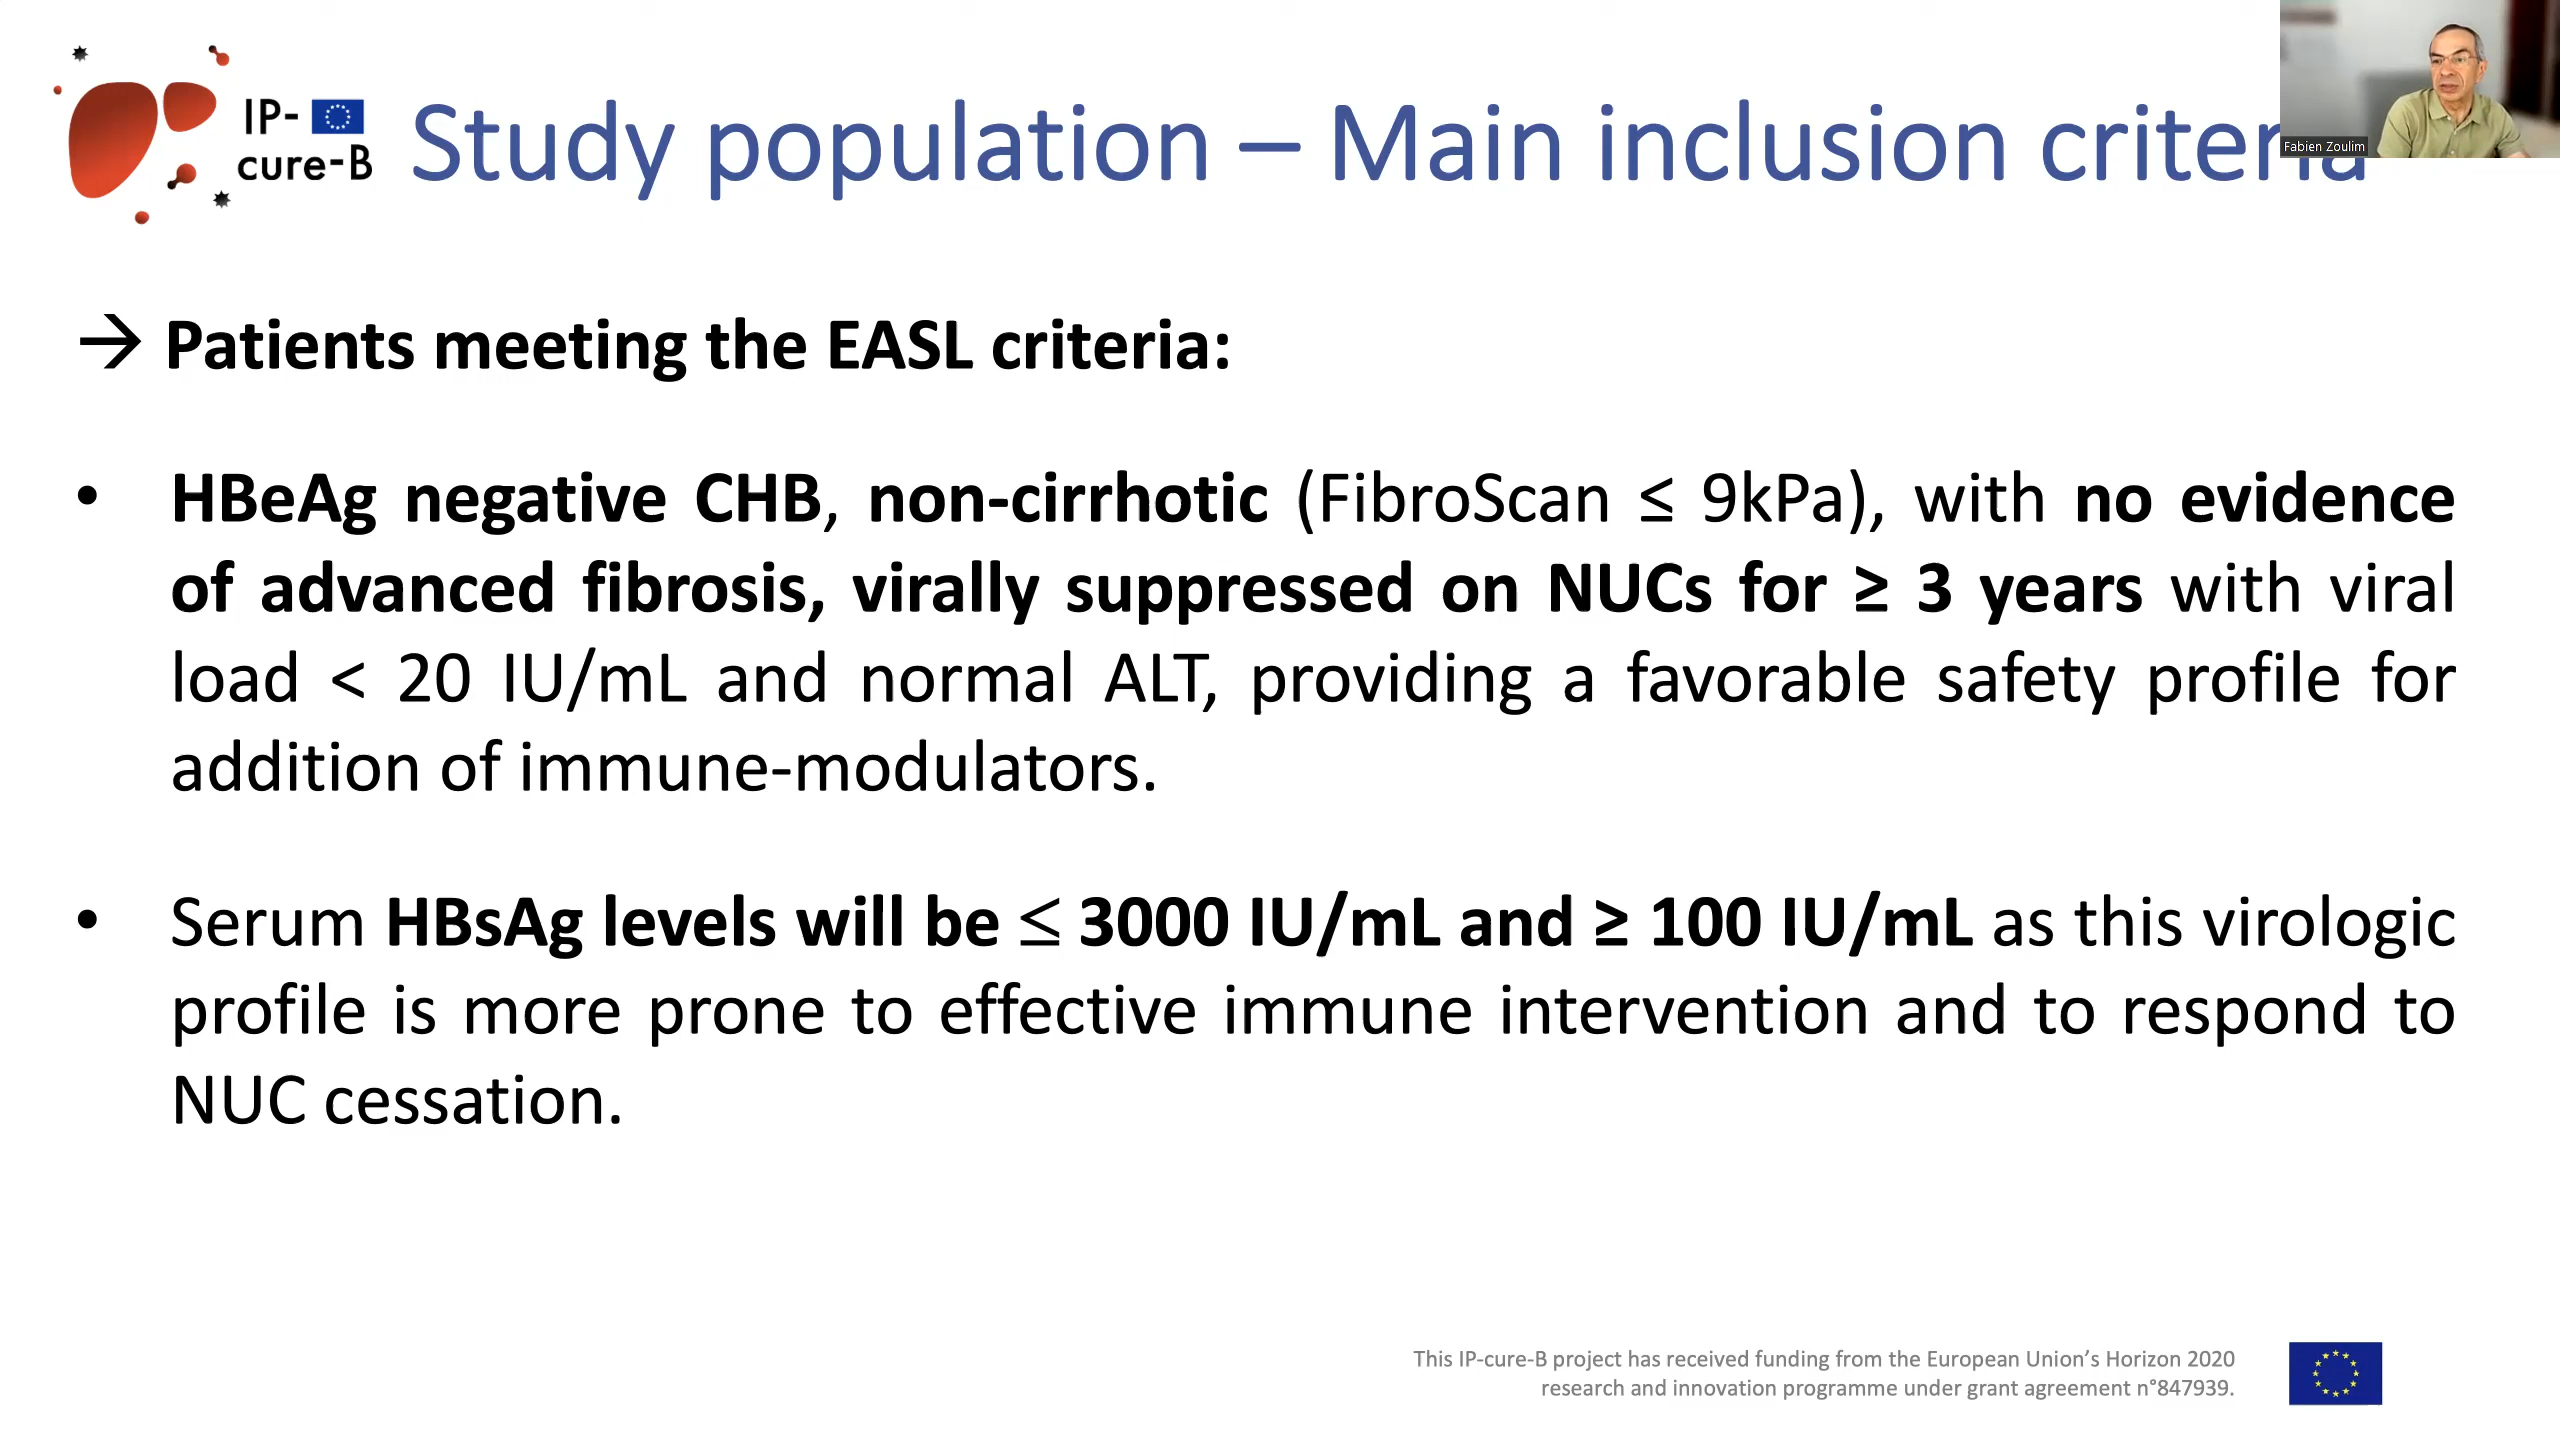 IP-
cure-B
Study population – Main inclusion criteria
Fabien Zoulim
→ Patients meeting the EASL criteria:
• HBeAg negative CHB, non-cirrhotic (FibroScan ≤ 9kPa), with no evidence
of advanced fibrosis, virally suppressed on NUCs for ≥ 3 years with viral
load < 20 IU/mL and normal ALT, providing a favorable safety profile for
addition of immune-modulators.
• Serum HBsAg levels will be ≤ 3000 IU/mL and ≥ 100 IU/mL as this virologic
profile is more prone to effective immune intervention and to respond to
NUC cessation.
This IP-cure-B project has received funding from the European Union’s Horizon 2020
research and innovation programme under grant agreement n°847939.